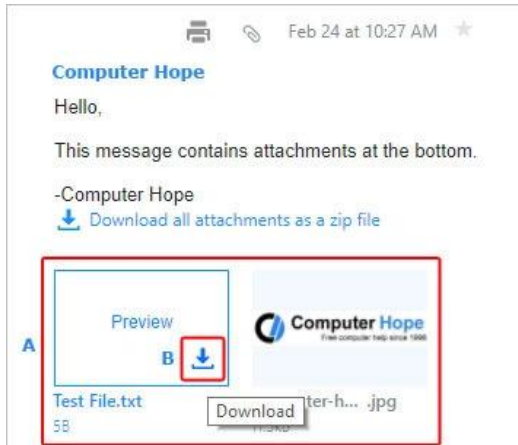 Feb 24 at 10:27 AM
Computer Hope
Hello,
This message contains attachments at the bottom.
-Computer Hope
Download all attachments as a zip file
A
Preview
B
Computer Hope
Free computer help since 1998
Test File.txt
Download
ter-h... .jpg
5B